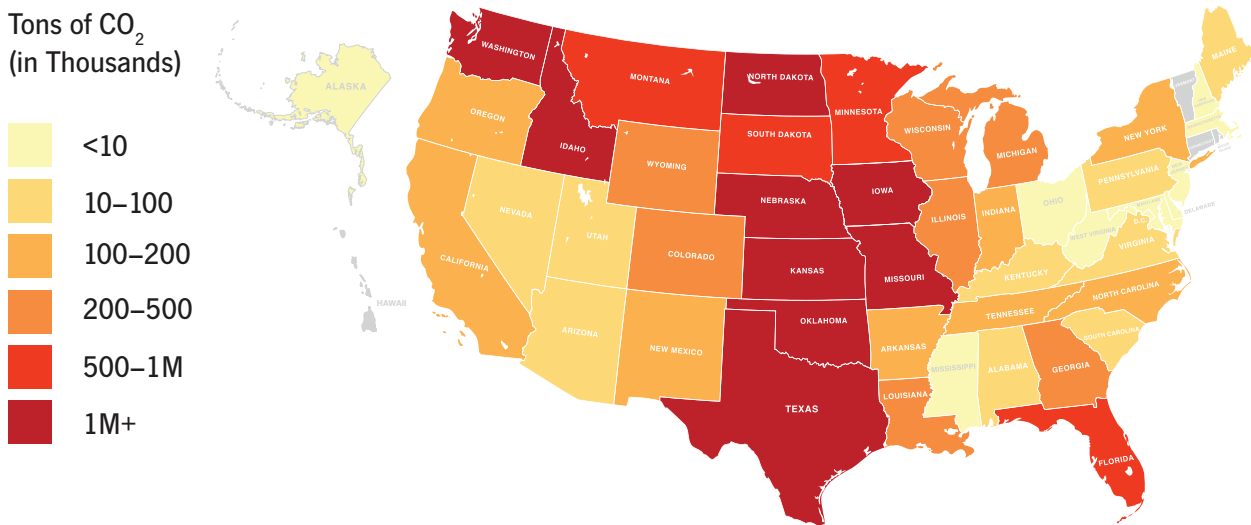 Tons of CO2
(in Thousands)
<10
10–100
100–200
200–500
500–1M
1M+
ALASKA
HAWAII
WASHINGTON
OREGON
CALIFORNIA
IDAHO
NEVADA
MONTANA
WYOMING
UTAH
ARIZONA
COLORADO
NEW MEXICO
NORTH DAKOTA
SOUTH DAKOTA
NEBRASKA
KANSAS
OKLAHOMA
TEXAS
MINNESOTA
IOWA
MISSOURI
ARKANSAS
LOUISIANA
WISCONSIN
ILLINOIS
MICHIGAN
INDIANA
OHIO
KENTUCKY
TENNESSEE
MISSISSIPPI
ALABAMA
GEORGIA
FLORIDA
SOUTH CAROLINA
NORTH CAROLINA
VIRGINIA
WEST VIRGINIA
D.C.
DELAWARE
PENNSYLVANIA
NEW YORK
MAINE